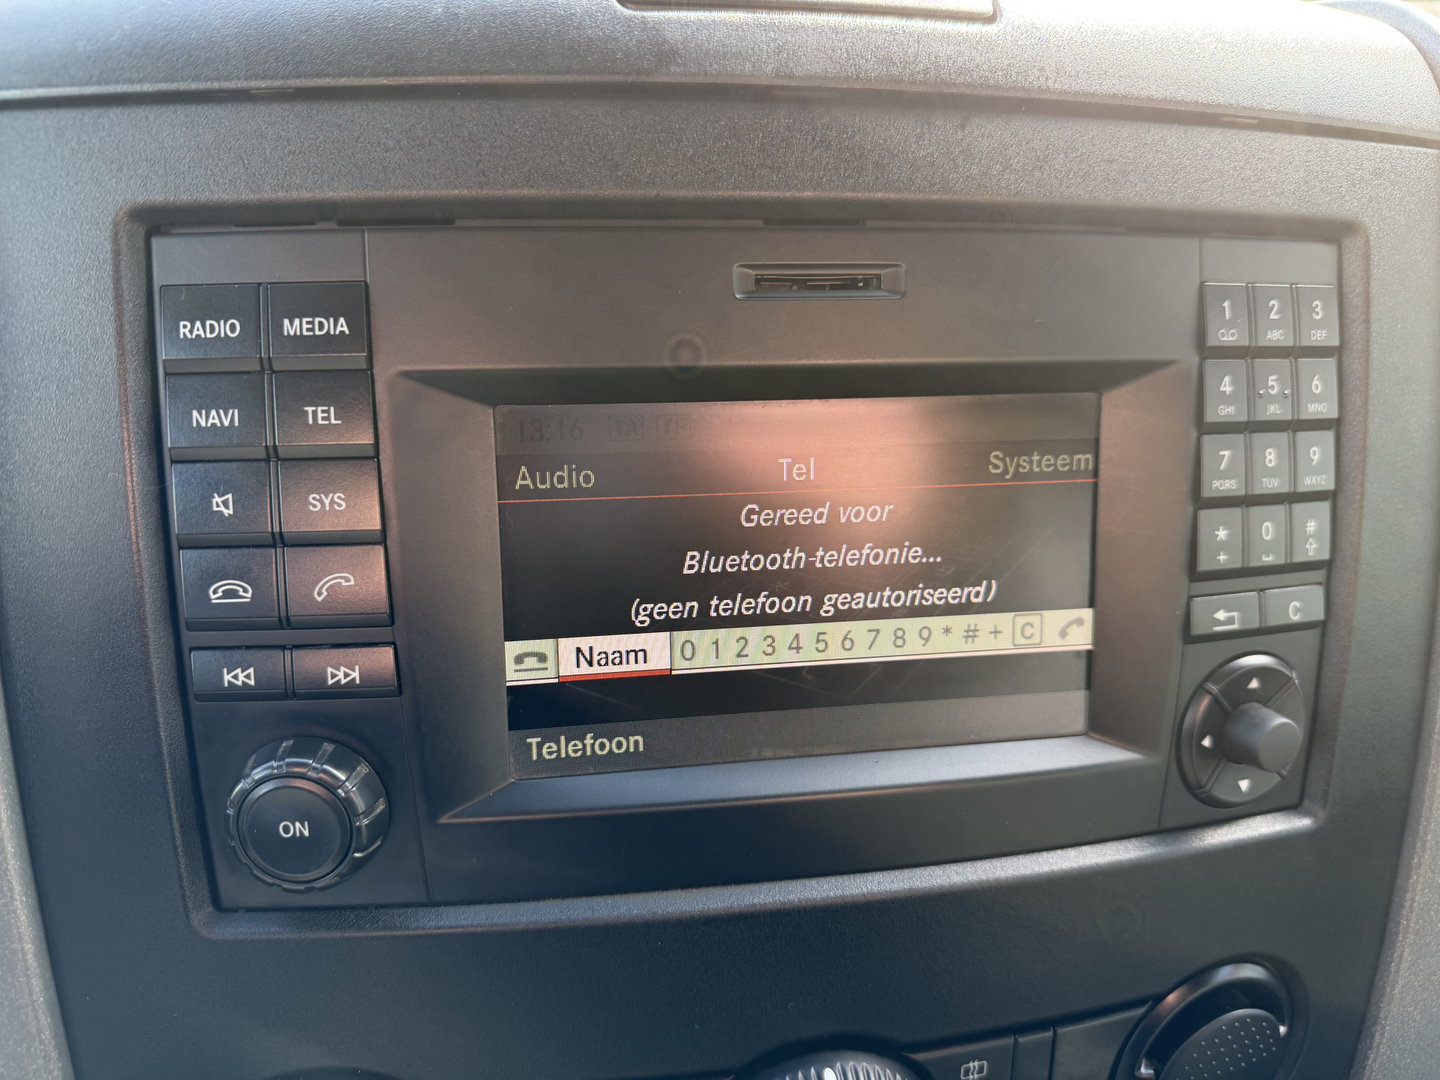 RADIO MEDIA
NAVI TEL
SYS
ON
13:16
Audio Tel Systeem
Gereed voor
Bluetooth-telefonie...
(geen telefoon geautoriseerd)
Naam 0 1 2 3 4 5 6 7 8 9 * # + C
Telefoon
1 2 3
ABC DEF
4 5 6
GHI JKL MNO
7 8 9
PQRS TUV WXYZ
* 0 #
+
C